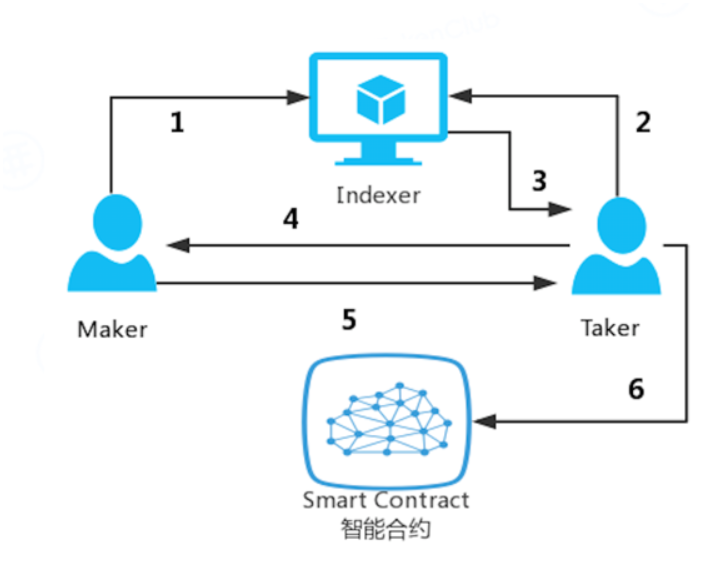 1
2
Indexer
3
4
Maker
5
Taker
6
Smart Contract
智能合约